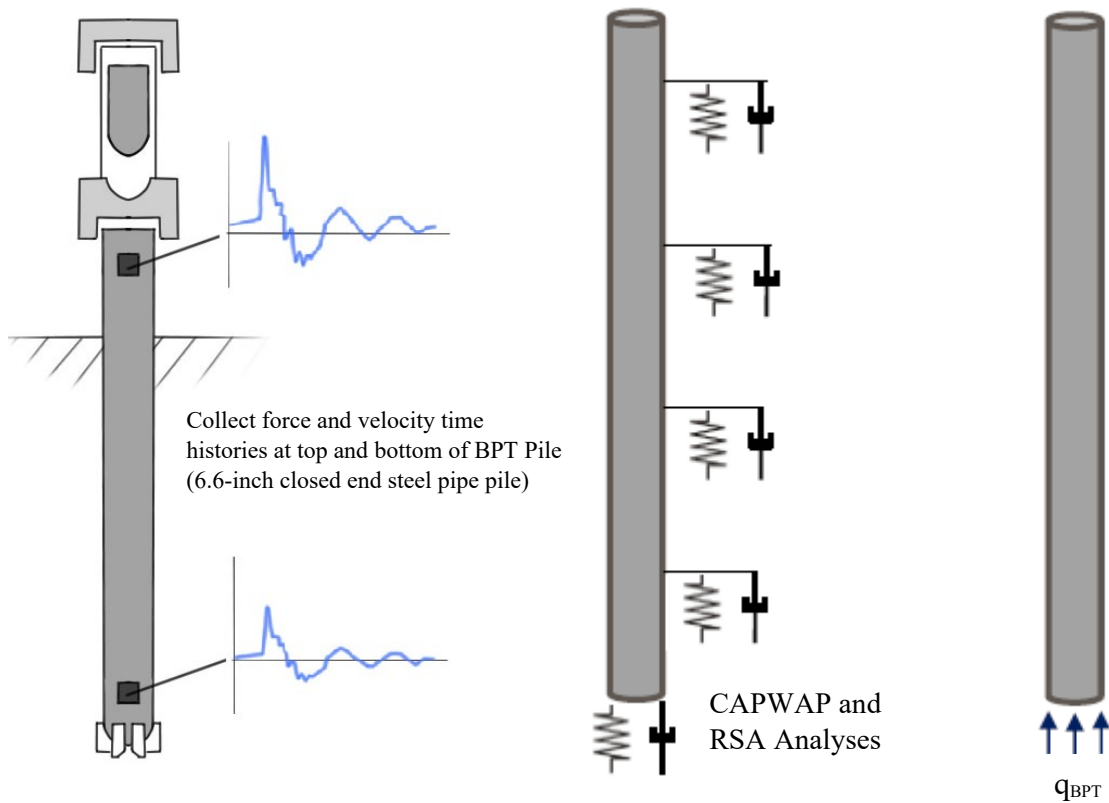 Collect force and velocity time
histories at top and bottom of BPT Pile
(6.6-inch closed end steel pipe pile)
CAPWAP and
RSA Analyses
qBPT